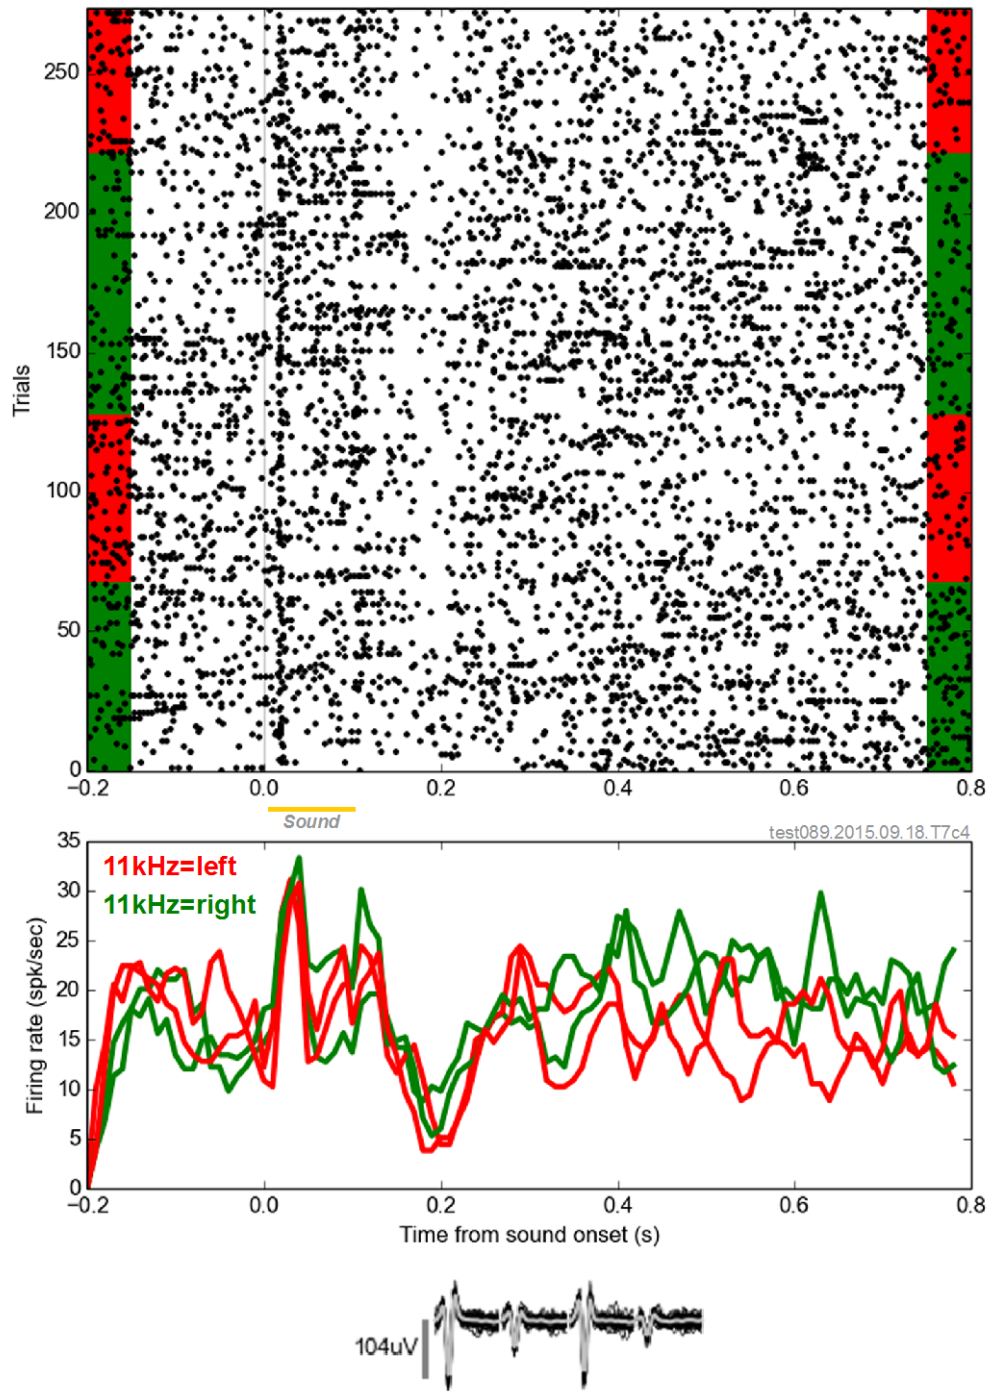 250
200
150
100
50
0
Trials
−0.2 0.0 0.2 0.4 0.6 0.8
Sound
test089.2015.09.18.T7c4
35
30
25
20
15
10
5
0
Firing rate (spk/sec)
11kHz=left
11kHz=right
−0.2 0.0 0.2 0.4 0.6 0.8
Time from sound onset (s)
104uV